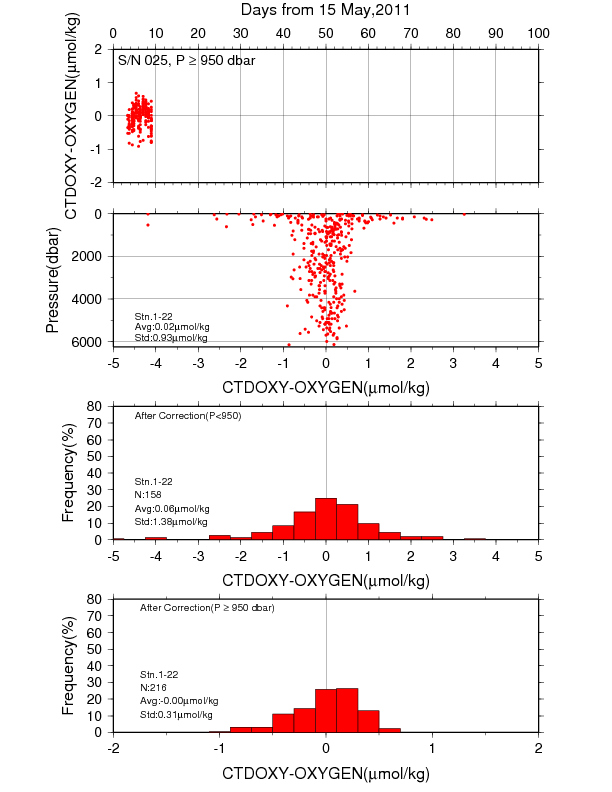 Days from 15 May,2011
0 10 20 30 40 50 60 70 80 90 100
CTDOXY-OXYGEN(µmol/kg)
2
1
0
-1
-2
S/N 025, P ≥ 950 dbar
Pressure(dbar)
0
2000
4000
6000
Stn.1-22
Avg:0.02µmol/kg
Std:0.93µmol/kg
-5 -4 -3 -2 -1 0 1 2 3 4 5
CTDOXY-OXYGEN(µmol/kg)
Frequency(%)
80
70
60
50
40
30
20
10
0
After Correction(P<950)
Stn.1-22
N:158
Avg:0.06µmol/kg
Std:1.38µmol/kg
-5 -4 -3 -2 -1 0 1 2 3 4 5
CTDOXY-OXYGEN(µmol/kg)
Frequency(%)
80
70
60
50
40
30
20
10
0
After Correction(P ≥ 950 dbar)
Stn.1-22
N:216
Avg:-0.00µmol/kg
Std:0.31µmol/kg
-2 -1 0 1 2
CTDOXY-OXYGEN(µmol/kg)